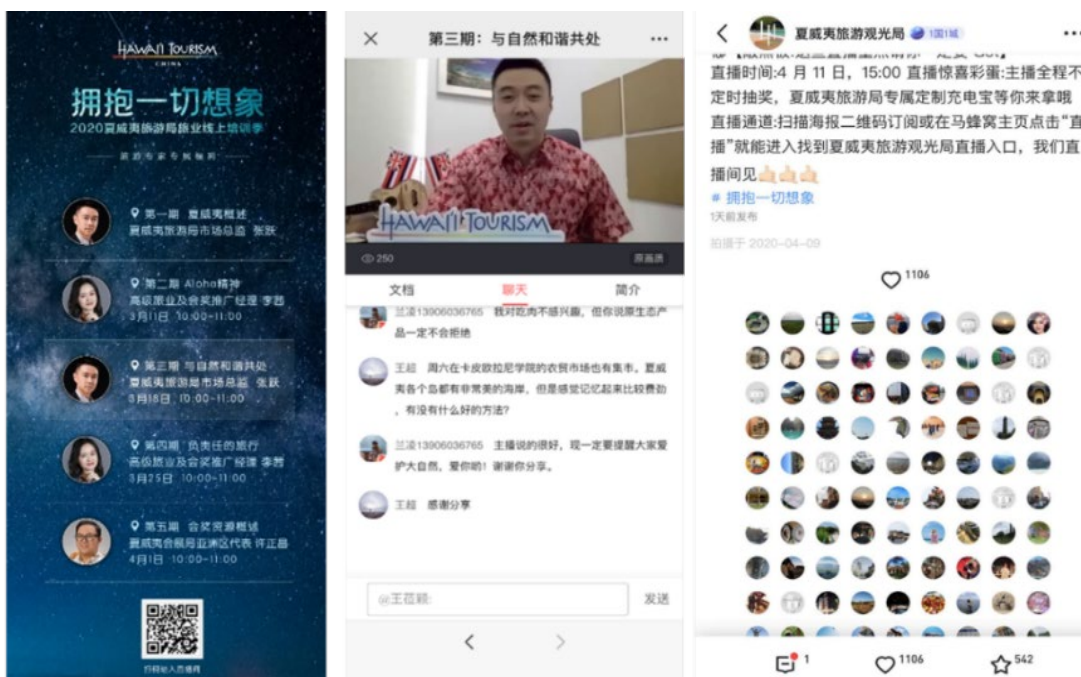 HAWAI'I TOURISM
CHINA
拥抱一切想象
2020夏威夷旅游局旅业线上培训季
第一期 夏威夷概述
夏威夷旅游局市场总监 张跃
第二期 Aloha精神
高级旅业及会奖推广经理 李茜
3月11日 10:00-11:00
第三期 与自然和谐共处
夏威夷旅游局市场总监 张跃
3月18日 10:00-11:00
第四期 负责任的旅行
高级旅业及会奖推广经理 李茜
3月25日 10:00-11:00
第五期 会奖资源概述
夏威夷会展局亚洲区代表 许正昌
4月1日 10:00-11:00
扫码进入直播间
第三期：与自然和谐共处
HAWAI'I TOURISM
250
原画质
文档
聊天
简介
兰凌13906036765 我对吃肉不感兴趣，但你说原生态产
品一定不会拒绝
王超 周六在卡皮欧拉尼学院的农贸市场也有集市。夏威
夷各个岛都有非常美的海岸，但是感觉记忆起来比较费劲
，有没有什么好的方法？
兰凌13906036765 主播说的很好，现一定要提醒大家爱
护大自然，爱你哟！谢谢你分享。
王超 感谢分享
@王莅颖:
发送
夏威夷旅游观光局 1国1城
直播时间:4 月 11 日，15:00 直播惊喜彩蛋:主播全程不
定时抽奖，夏威夷旅游局专属定制充电宝等你来拿哦
直播通道:扫描海报二维码订阅或在马蜂窝主页点击“直
播”就能进入找到夏威夷旅游观光局直播入口，我们直
播间见🤙🏻🤙🏻🤙🏻
# 拥抱一切想象
1天前发布
拍摄于 2020-04-09
1106
1
1106
542